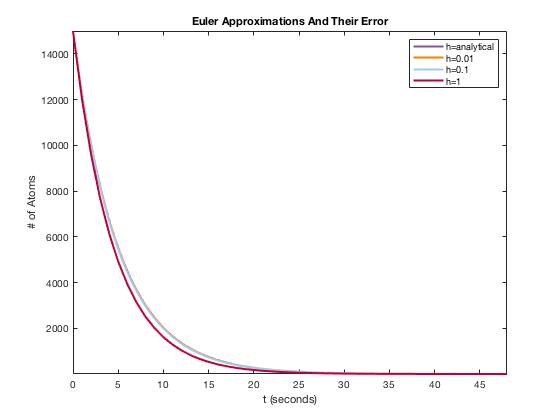 Euler Approximations And Their Error
h=analytical
h=0.01
h=0.1
h=1
14000
12000
10000
8000
6000
4000
2000
# of Atoms
0 5 10 15 20 25 30 35 40 45
t (seconds)